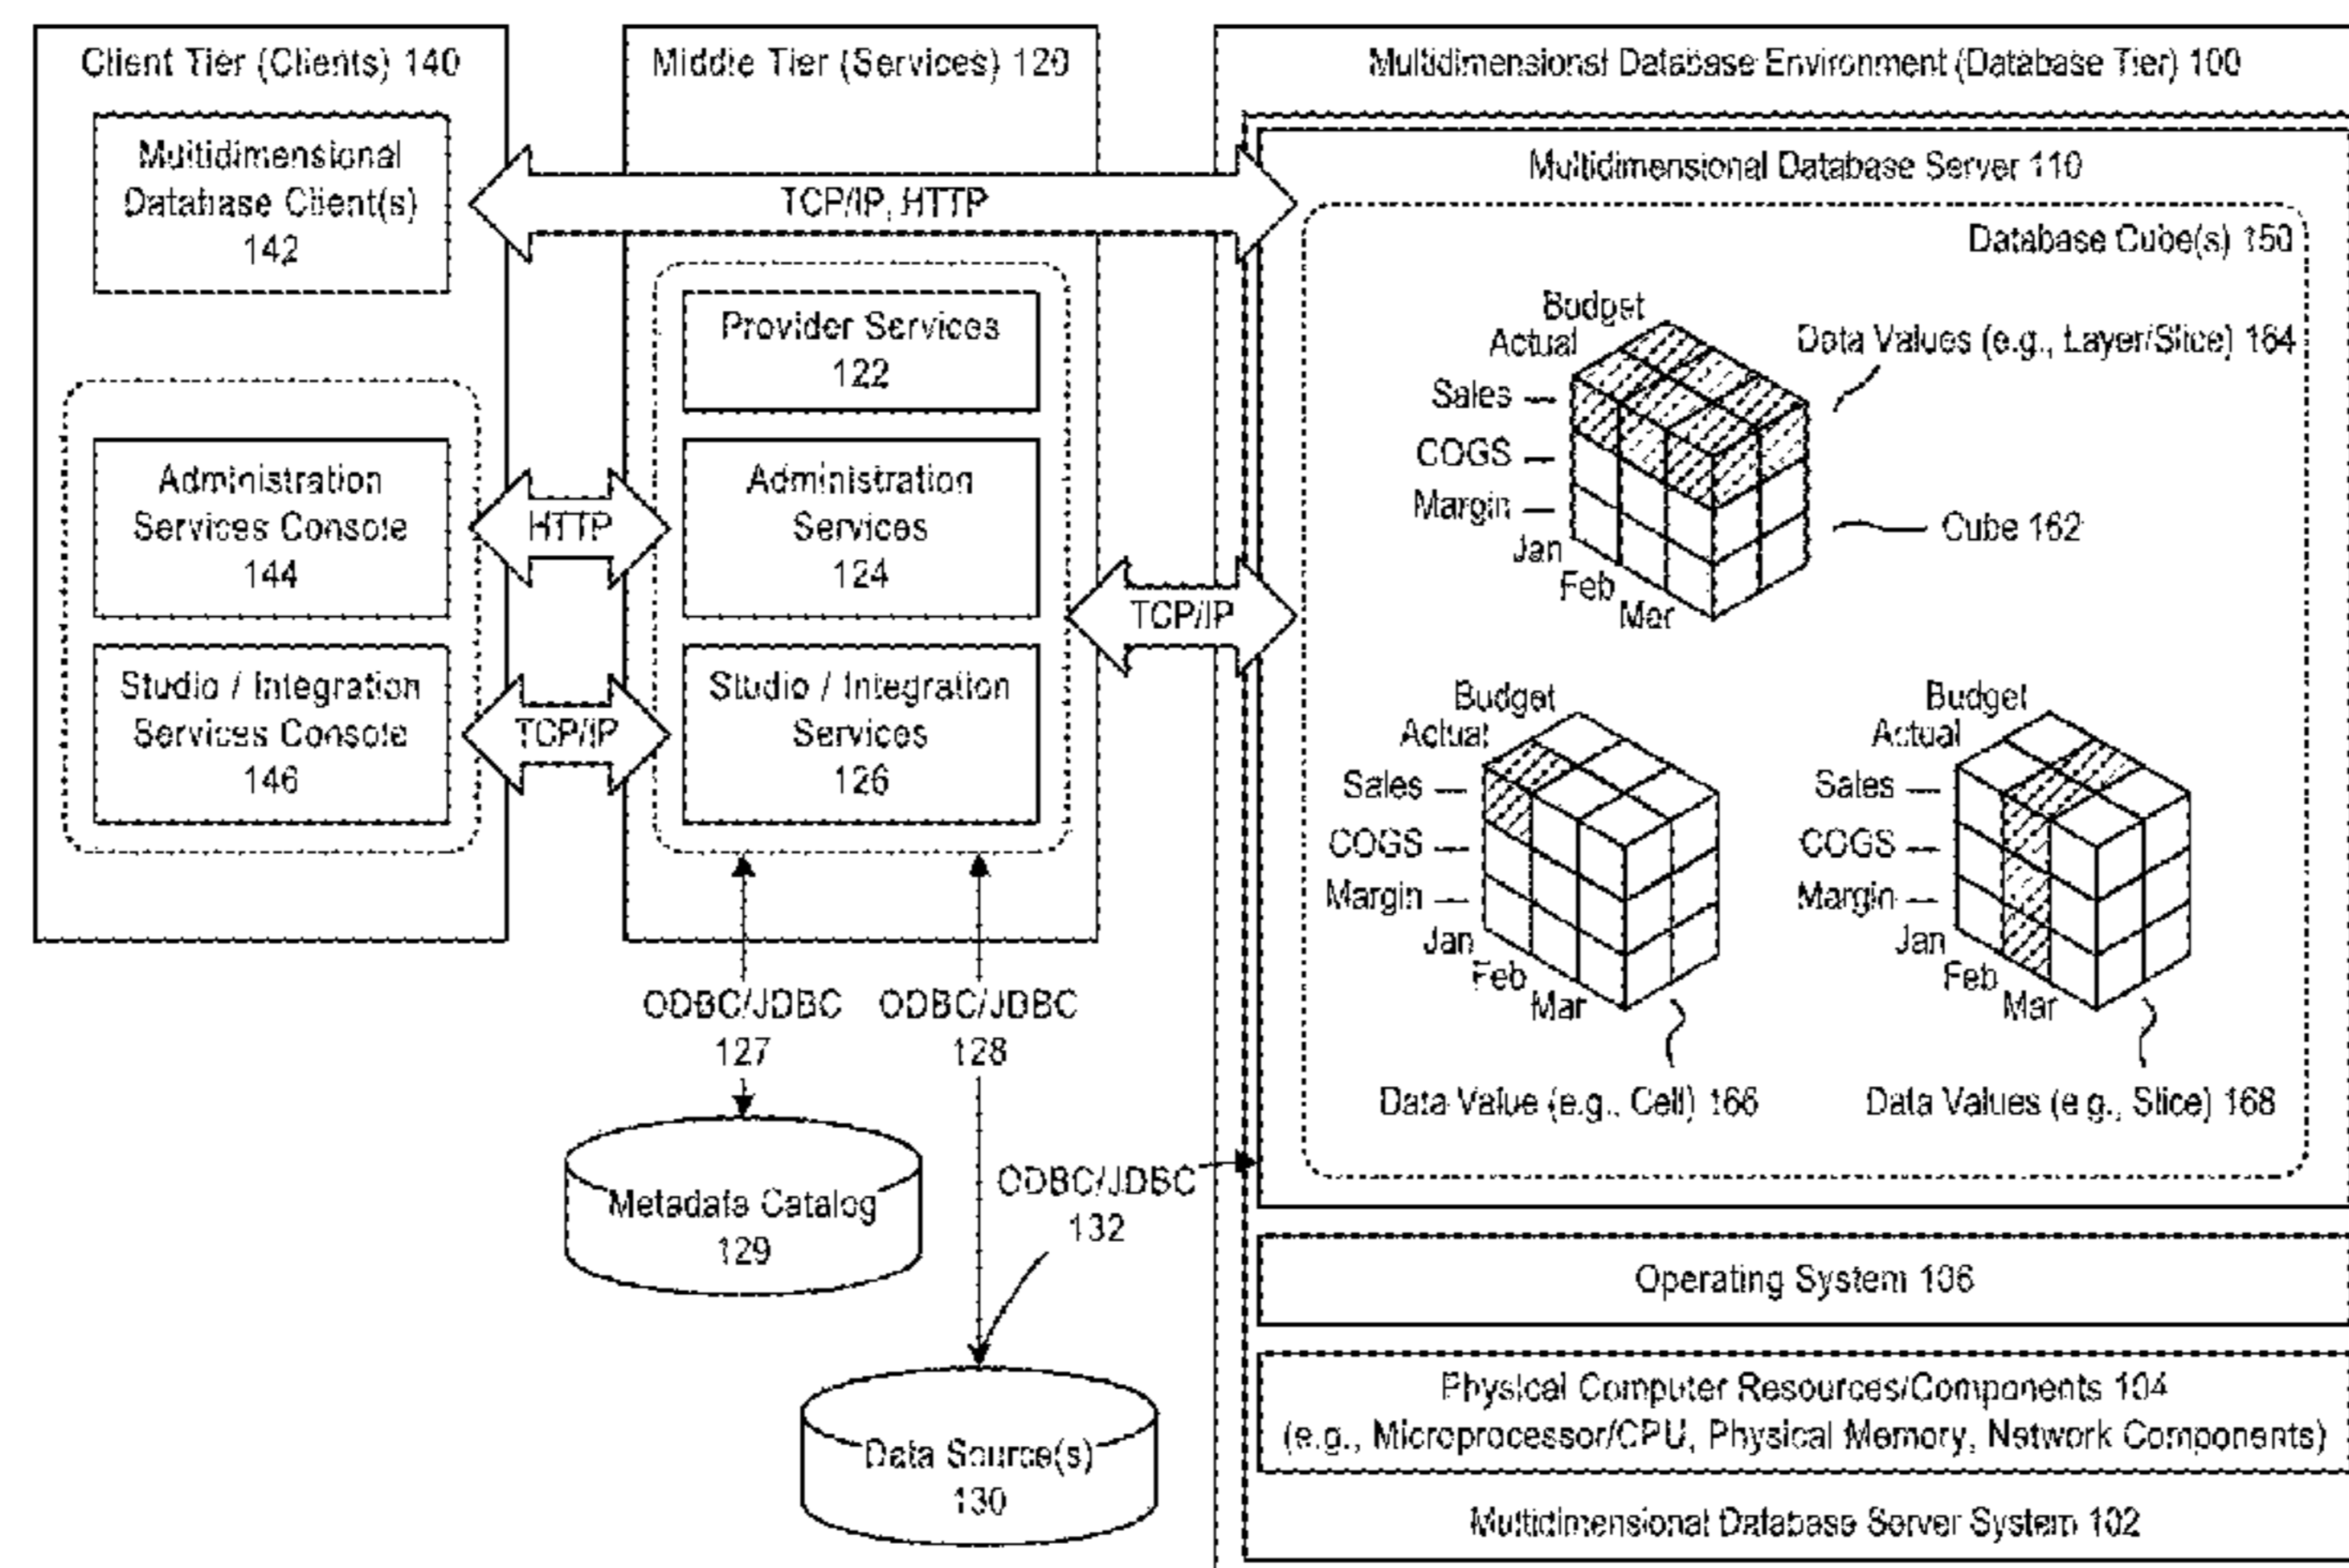 Client Tier (Clients) 140
Multidimensional
Database Client(s)
142
Administration
Services Console
144
Studio / Integration
Services Console
146
Middle Tier (Services) 120
TCP/IP, HTTP
Provider Services
122
Administration
Services
124
Studio / Integration
Services
126
HTTP
TCP/IP
TCP/IP
ODBC/JDBC
127
ODBC/JDBC
128
Metadata Catalog
129
ODBC/JDBC
132
Data Source(s)
130
Multidimensional Database Environment (Database Tier) 100
Multidimensional Database Server 110
Database Cube(s) 150
Budget
Actual
Sales
COGS
Margin
Jan
Feb
Mar
Data Values (e.g., Layer/Slice) 164
Cube 162
Budget
Actual
Sales
COGS
Margin
Jan
Feb
Mar
Data Value (e.g., Cell) 166
Budget
Actual
Sales
COGS
Margin
Jan
Feb
Mar
Data Values (e.g., Slice) 168
Operating System 106
Physical Computer Resources/Components 104
(e.g., Microprocessor/CPU, Physical Memory, Network Components)
Multidimensional Database Server System 102